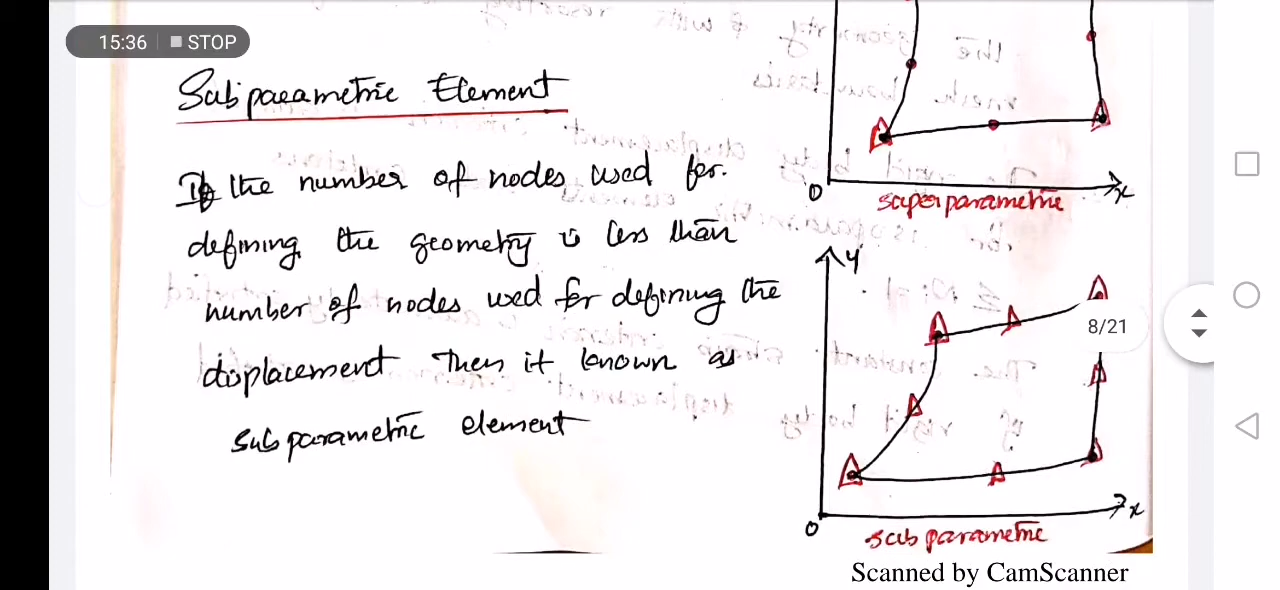 15:36 STOP
Subparametric Element
If the number of nodes used for.
defining the geometry is less than
number of nodes used for defining the
displacement Then it known as
subparametric element
0
x
superparametric
y
8/21
0
x
subparametric
Scanned by CamScanner